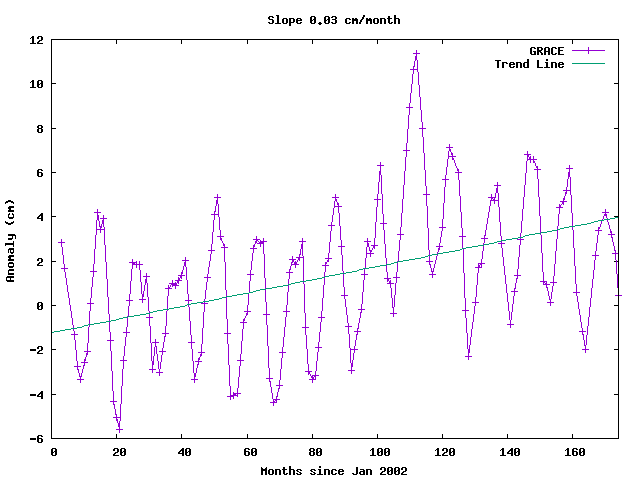 Slope 0.03 cm/month
GRACE
Trend Line
12
10
8
6
4
2
0
-2
-4
-6
Anomaly (cm)
0 20 40 60 80 100 120 140 160
Months since Jan 2002